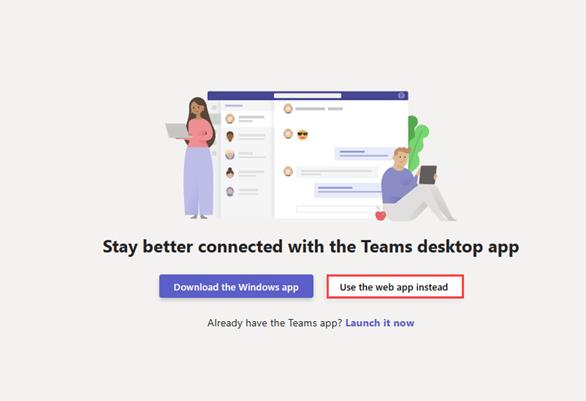 Stay better connected with the Teams desktop app
Download the Windows app
Use the web app instead
Already have the Teams app? Launch it now